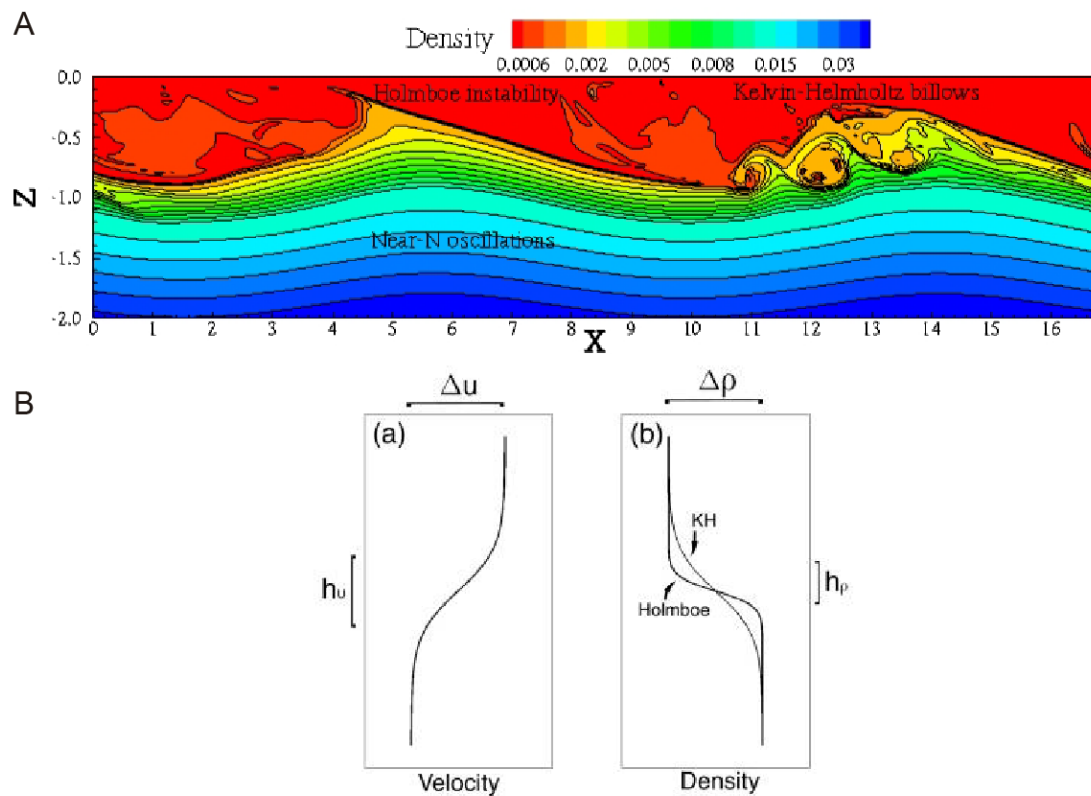 A
Density
0.0006 0.002 0.005 0.008 0.015 0.03
0.0
Holmboe instability Kelvin-Helmholtz billows
-0.5
Z
-1.0
Near-N oscillations
-1.5
-2.0
0 1 2 3 4 5 6 7 8 9 10 11 12 13 14 15 16
X
B
Δu Δρ
(a) (b)
KH
hu hρ
Holmboe
Velocity Density